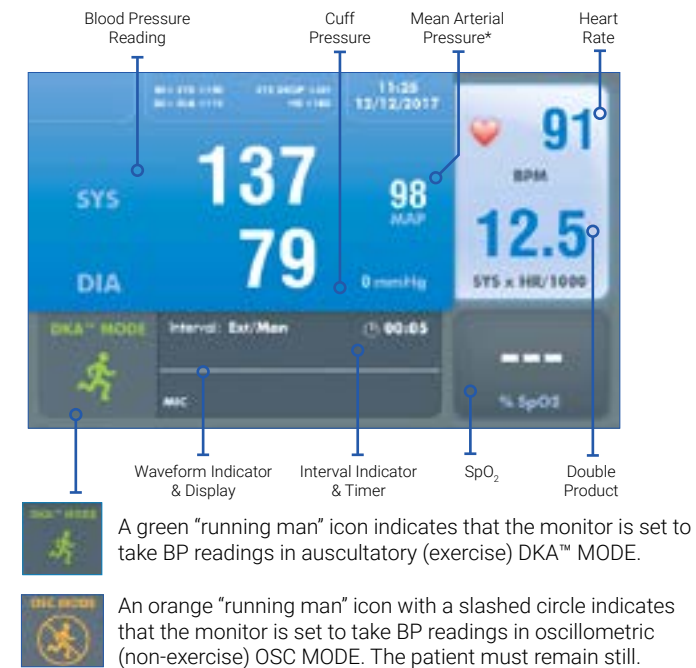 Blood Pressure
Reading
Cuff
Pressure
Mean Arterial
Pressure*
Heart
Rate
11:25
12/12/2017
91
BPM
137
SYS
98
MAP
12.5
79
DIA
0 mmHg
SYS x HR/1000
DKA™ MODE
Interval: Ext/Man
00:05
---
MIC
% SpO2
Waveform Indicator
& Display
Interval Indicator
& Timer
SpO₂
Double
Product
DKA™ MODE
A green “running man” icon indicates that the monitor is set to
take BP readings in auscultatory (exercise) DKA™ MODE.
OSC MODE
An orange “running man” icon with a slashed circle indicates
that the monitor is set to take BP readings in oscillometric
(non-exercise) OSC MODE. The patient must remain still.